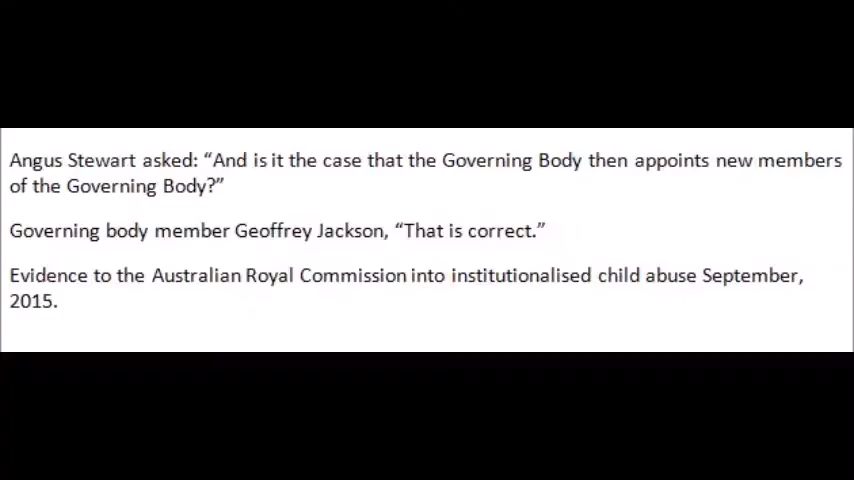 Angus Stewart asked: “And is it the case that the Governing Body then appoints new members
of the Governing Body?”
Governing body member Geoffrey Jackson, “That is correct.”
Evidence to the Australian Royal Commission into institutionalised child abuse September,
2015.